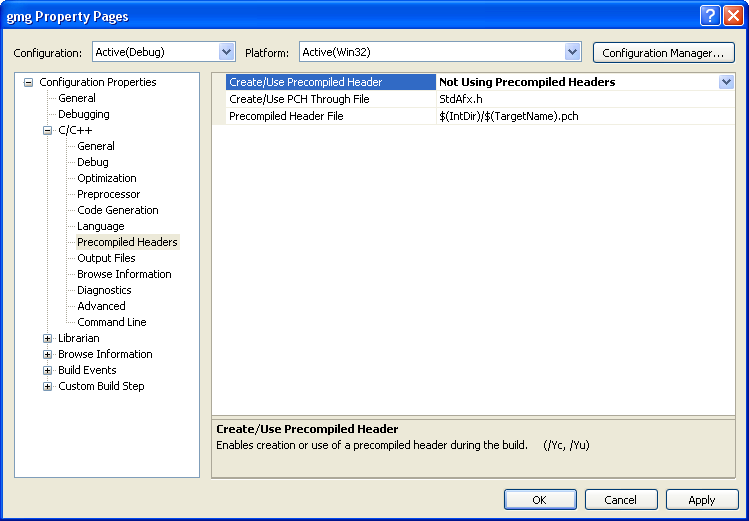 gmg Property Pages
Configuration: Active(Debug) Platform: Active(Win32) Configuration Manager...
Configuration Properties
General
Debugging
C/C++
General
Debug
Optimization
Preprocessor
Code Generation
Language
Precompiled Headers
Output Files
Browse Information
Diagnostics
Advanced
Command Line
Librarian
Browse Information
Build Events
Custom Build Step
Create/Use Precompiled Header Not Using Precompiled Headers
Create/Use PCH Through File StdAfx.h
Precompiled Header File $(IntDir)/$(TargetName).pch
Create/Use Precompiled Header
Enables creation or use of a precompiled header during the build. (/Yc, /Yu)
OK Cancel Apply